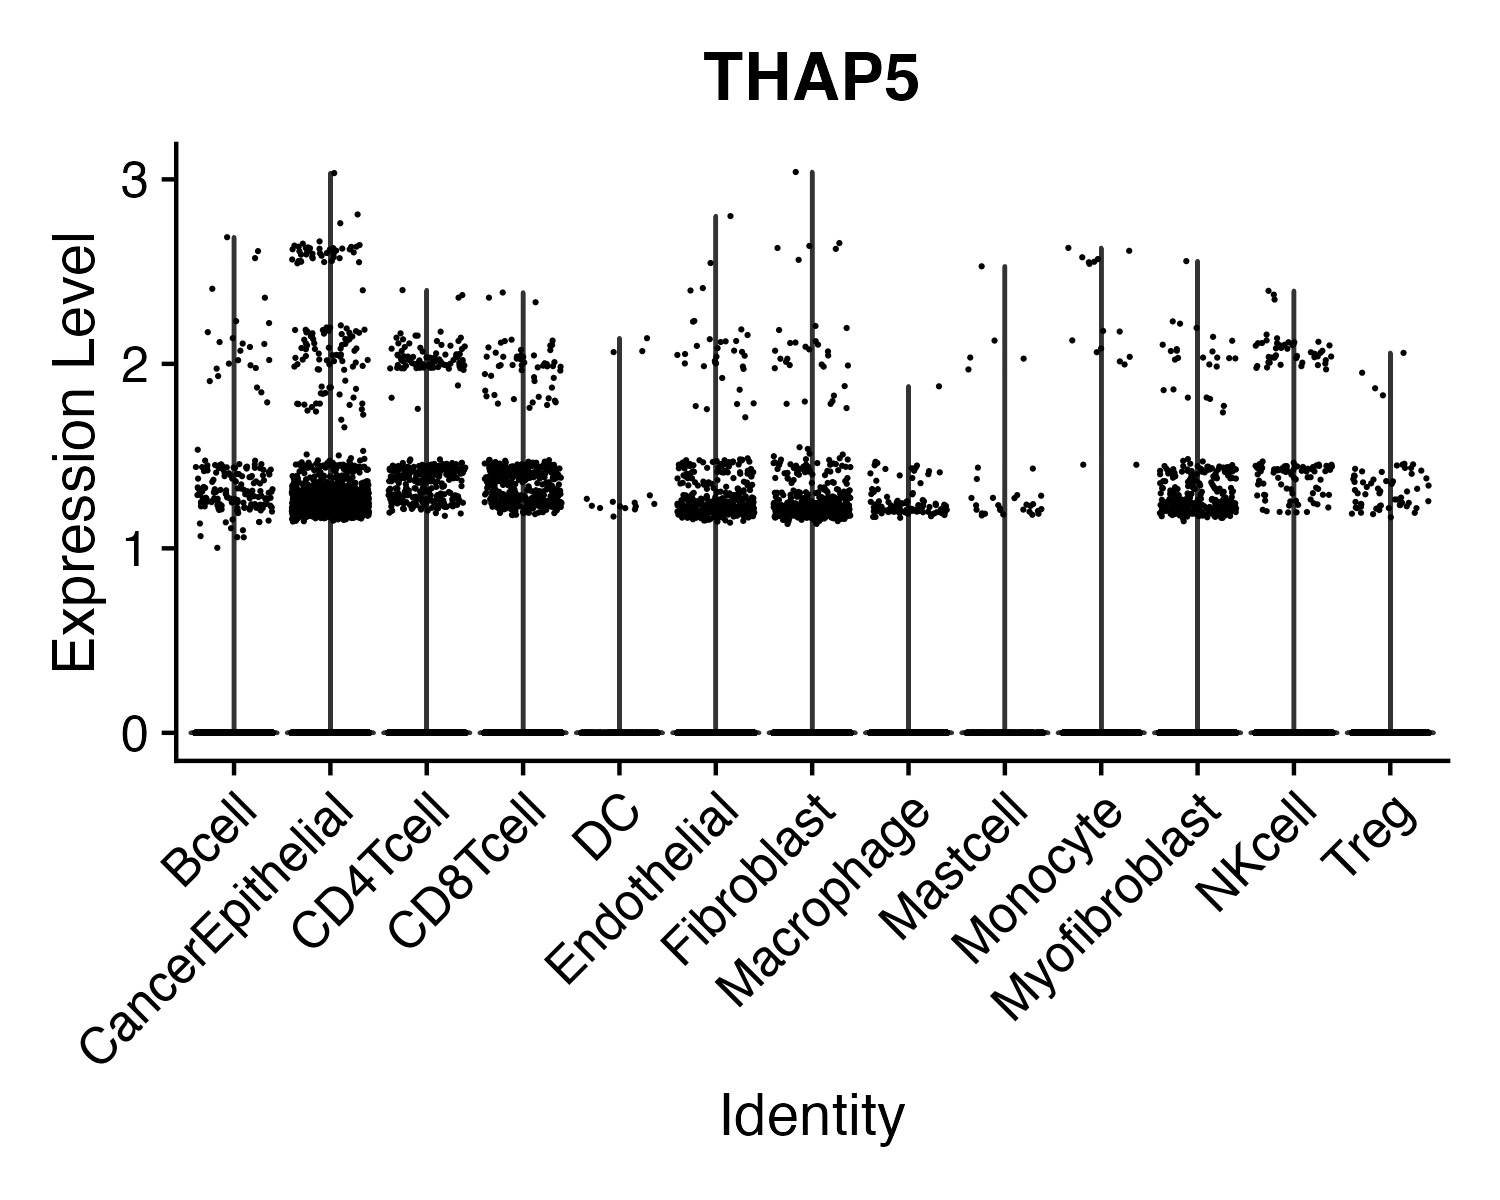 THAP5
Expression Level
3
2
1
0
Bcell
CancerEpithelial
CD4Tcell
CD8Tcell
DC
Endothelial
Fibroblast
Macrophage
Mastcell
Monocyte
Myofibroblast
NKcell
Treg
Identity